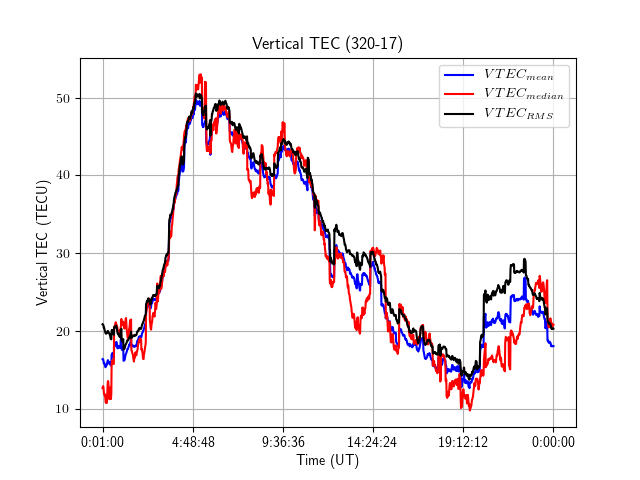 Vertical TEC (320-17)
VTEC_mean
VTEC_median
VTEC_RMS
50
40
30
20
10
Vertical TEC (TECU)
0:01:00 4:48:48 9:36:36 14:24:24 19:12:12 0:00:00
Time (UT)